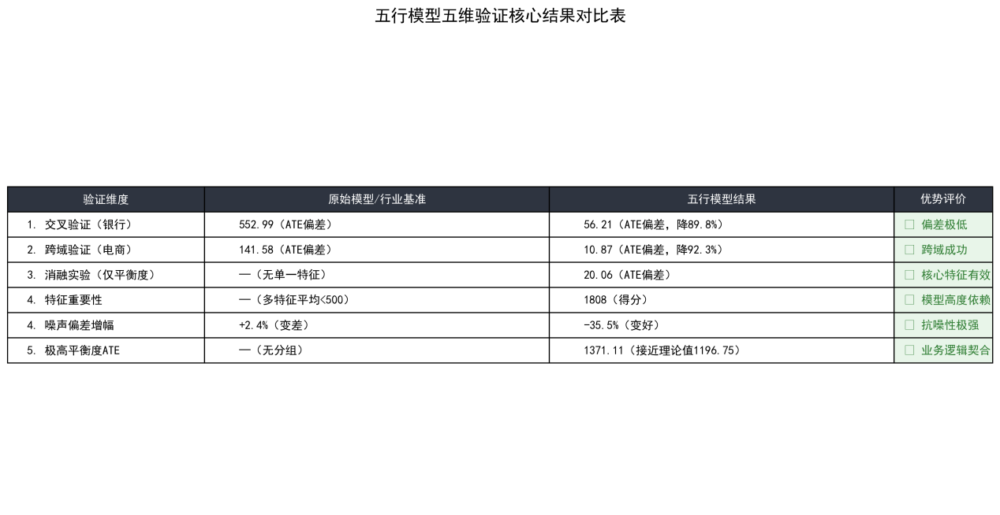 五行模型五维验证核心结果对比表
验证维度 原始模型/行业基准 五行模型结果 优势评价
1. 交叉验证（银行） 552.99（ATE偏差） 56.21（ATE偏差，降89.8%） □ 偏差极低
2. 跨域验证（电商） 141.58（ATE偏差） 10.87（ATE偏差，降92.3%） □ 跨域成功
3. 消融实验（仅平衡度） —（无单一特征） 20.06（ATE偏差） □ 核心特征有效
4. 特征重要性 —（多特征平均<500） 1808（得分） □ 模型高度依赖
4. 噪声偏差增幅 +2.4%（变差） -35.5%（变好） □ 抗噪性极强
5. 极高平衡度ATE —（无分组） 1371.11（接近理论值1196.75） □ 业务逻辑契合